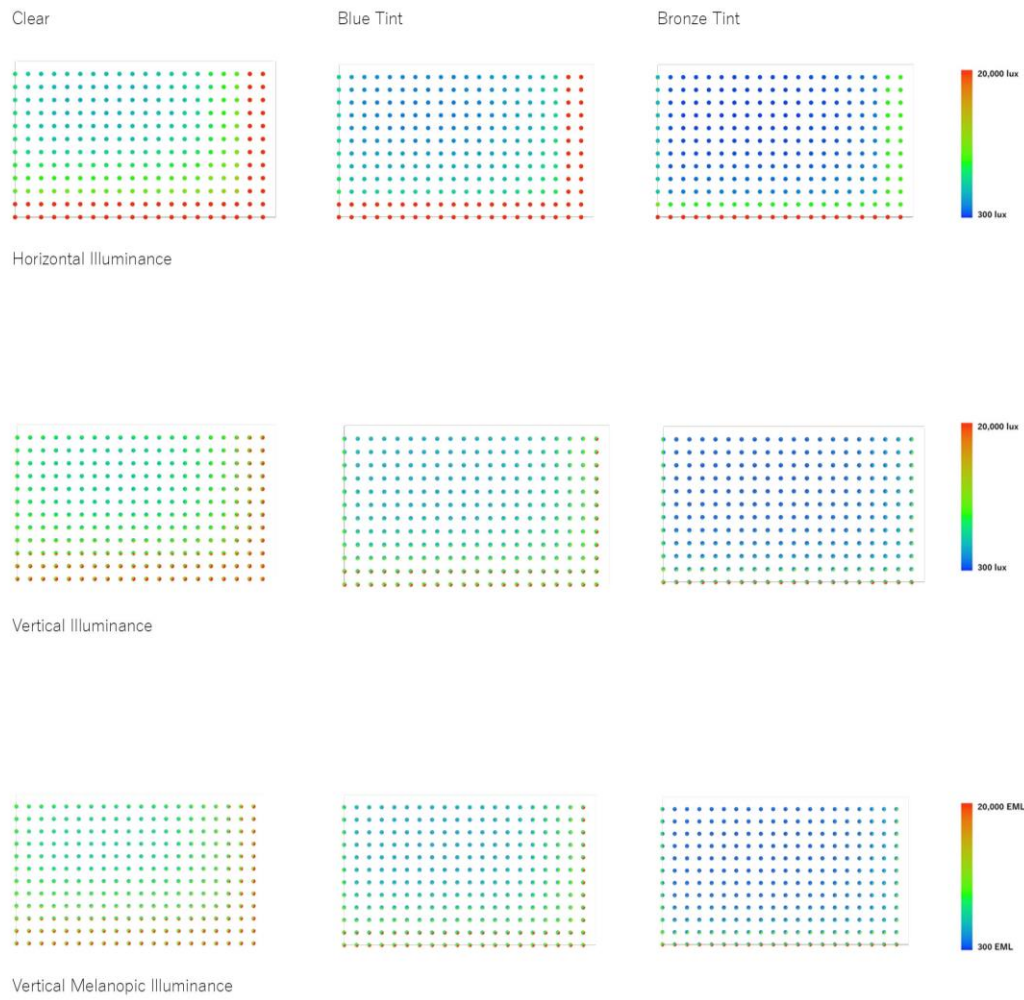 Clear
Blue Tint
Bronze Tint
20,000 lux
300 lux
Horizontal Illuminance
20,000 lux
300 lux
Vertical Illuminance
20,000 EML
300 EML
Vertical Melanopic Illuminance